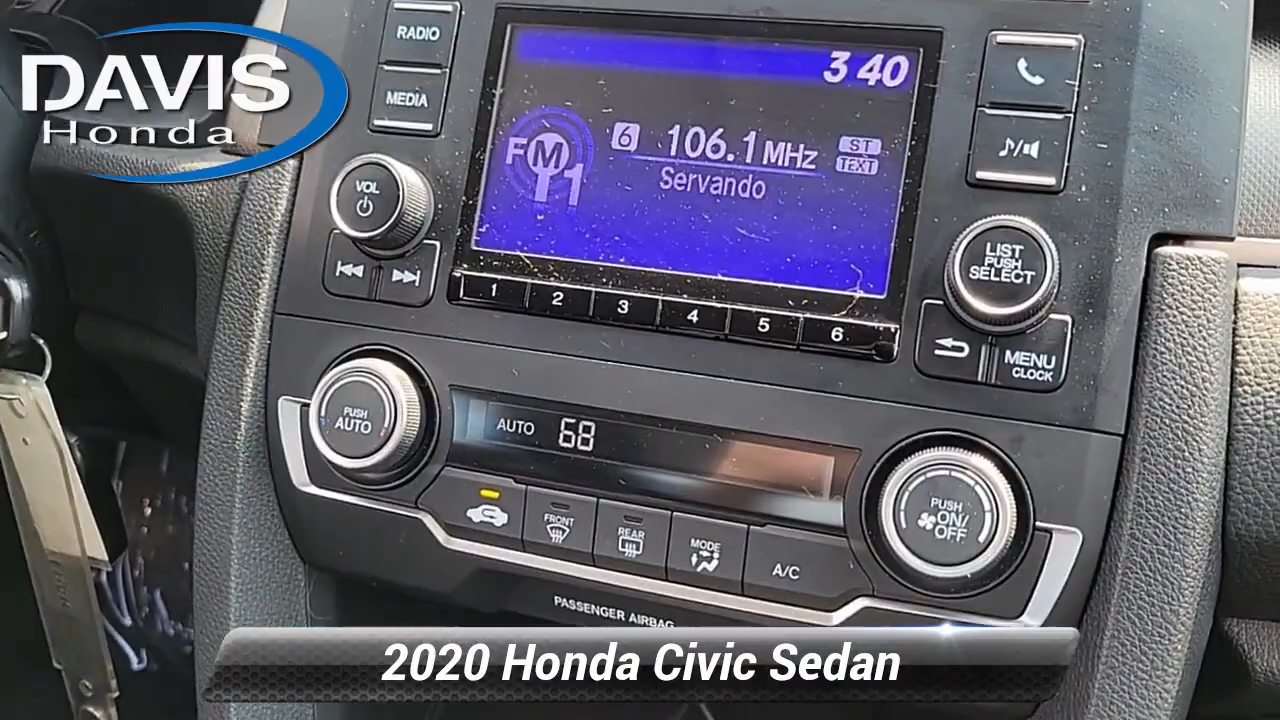 DAVIS
Honda
RADIO
MEDIA
3 40
FM
1
6 106.1 MHz
ST
TEXT
Servando
VOL
LIST
PUSH
SELECT
1 2 3 4 5 6
MENU
CLOCK
PUSH
AUTO
AUTO 68
FRONT
REAR
MODE
A/C
PUSH
ON/
OFF
PASSENGER AIRBAG
2020 Honda Civic Sedan